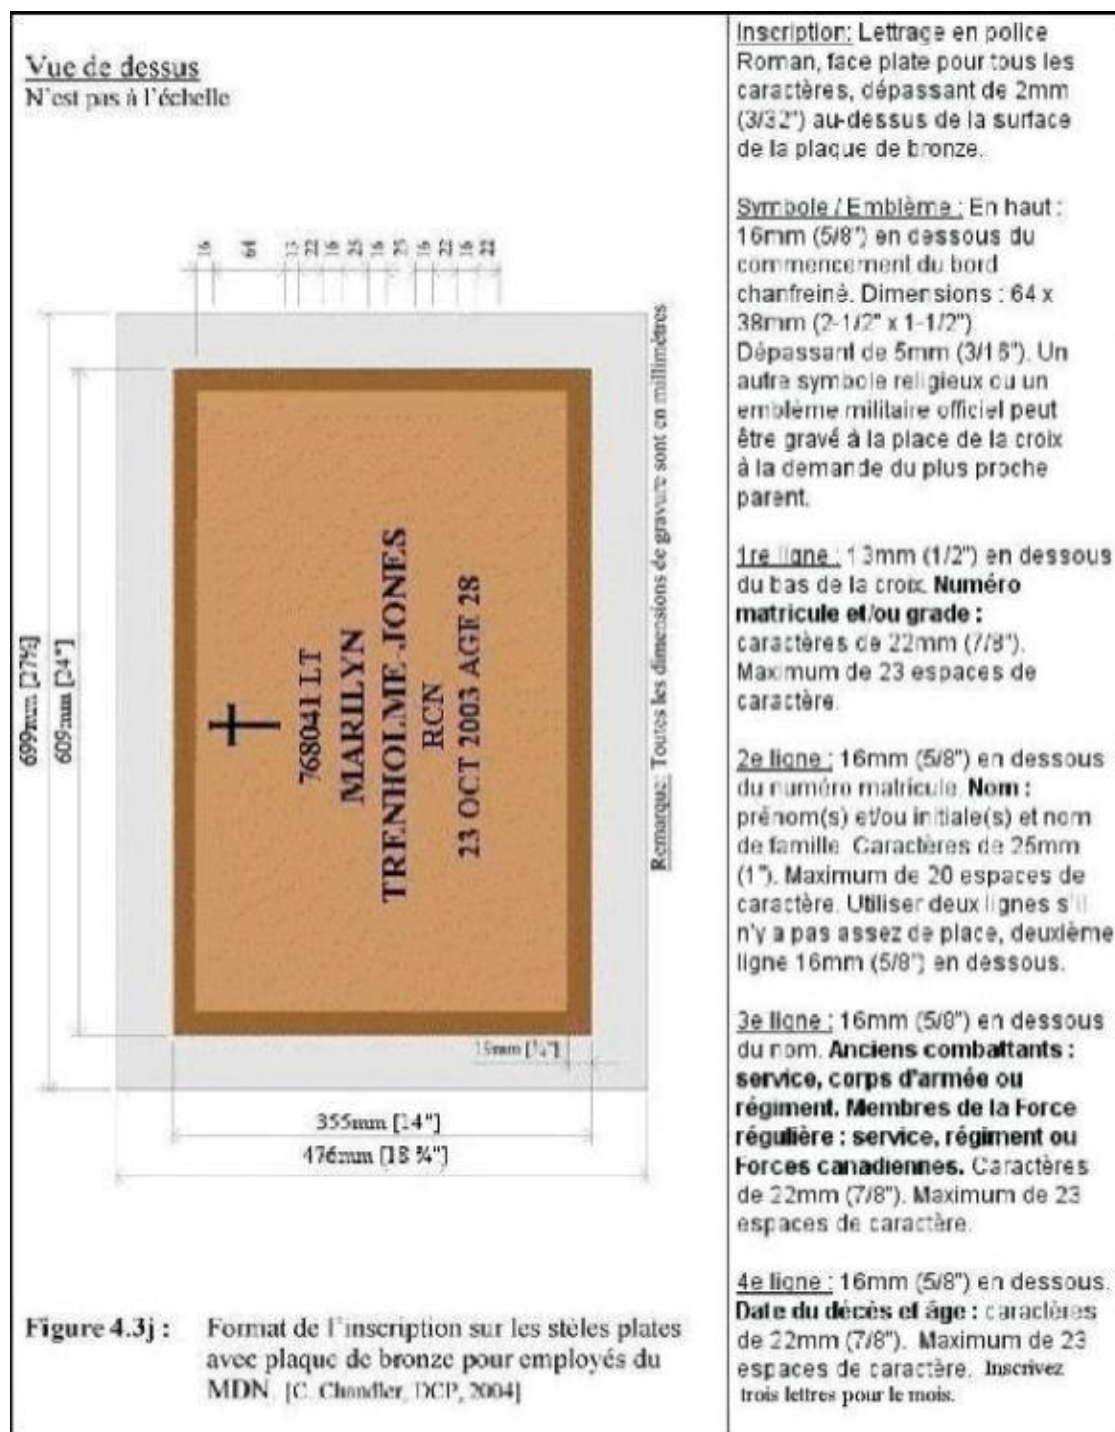 Vue de dessus
N'est pas à l'échelle
16 64 13 22 16 25 16 25 16 22 16 22
699mm [27½]
609mm [24"]
768041 LT
MARILYN
TRENHOLME JONES
RCN
23 OCT 2003 AGE 28
Remarque: Toutes les dimensions de gravure sont en millimètres
19mm [¾"]
355mm [14"]
476mm [18 ¾"]
Figure 4.3j : Format de l'inscription sur les stèles plates
avec plaque de bronze pour employés du
MDN. [C. Chandler, DCP, 2004]
Inscription: Lettrage en police
Roman, face plate pour tous les
caractères, dépassant de 2mm
(3/32") au-dessus de la surface
de la plaque de bronze.
Symbole / Emblème : En haut :
16mm (5/8") en dessous du
commencement du bord
chanfreiné. Dimensions : 64 x
38mm (2-1/2" x 1-1/2")
Dépassant de 5mm (3/16"). Un
autre symbole religieux ou un
emblème militaire officiel peut
être gravé à la place de la croix
à la demande du plus proche
parent.
1re ligne : 13mm (1/2") en dessous
du bas de la croix. Numéro
matricule et/ou grade :
caractères de 22mm (7/8").
Maximum de 23 espaces de
caractère.
2e ligne : 16mm (5/8") en dessous
du numéro matricule. Nom :
prénom(s) et/ou initiale(s) et nom
de famille. Caractères de 25mm
(1"). Maximum de 20 espaces de
caractère. Utiliser deux lignes s'il
n'y a pas assez de place, deuxième
ligne 16mm (5/8") en dessous.
3e ligne : 16mm (5/8") en dessous
du nom. Anciens combattants :
service, corps d'armée ou
régiment. Membres de la Force
régulière : service, régiment ou
Forces canadiennes. Caractères
de 22mm (7/8"). Maximum de 23
espaces de caractère.
4e ligne : 16mm (5/8") en dessous.
Date du décès et âge : caractères
de 22mm (7/8"). Maximum de 23
espaces de caractère. Inscrivez
trois lettres pour le mois.